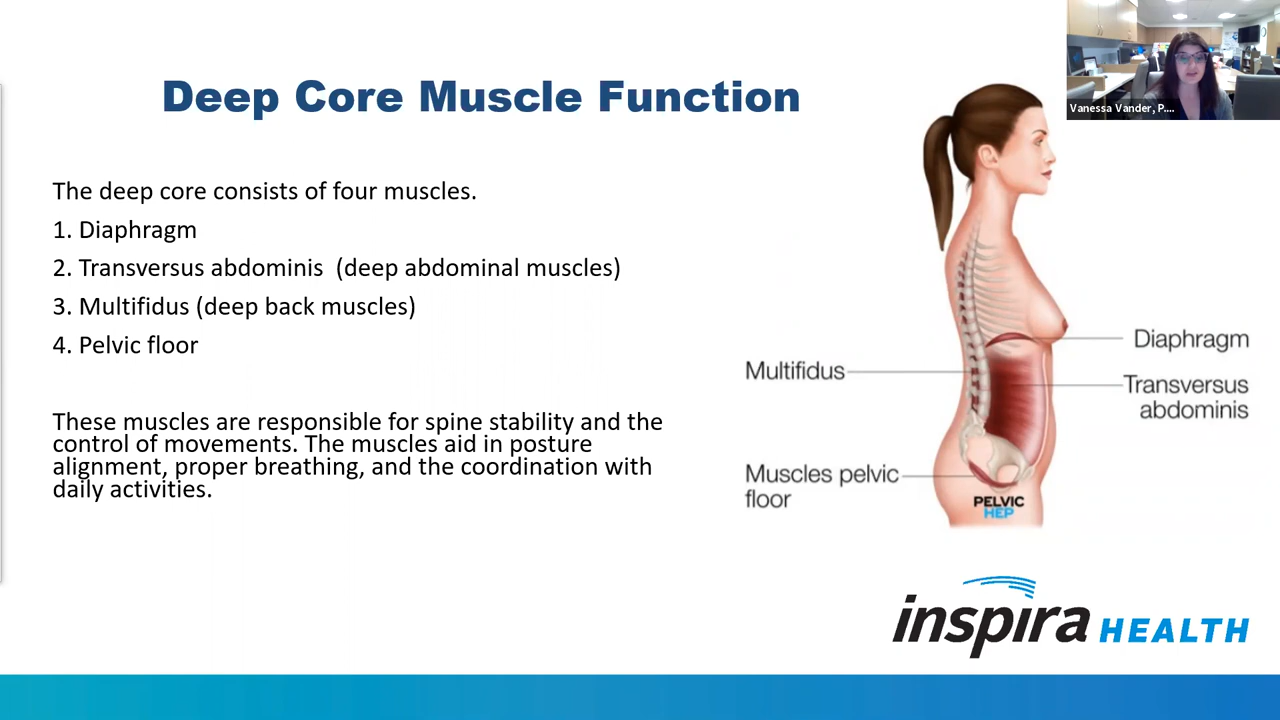 Deep Core Muscle Function
Vanessa Vander, P....
The deep core consists of four muscles.
1. Diaphragm
2. Transversus abdominis  (deep abdominal muscles)
3. Multifidus (deep back muscles)
4. Pelvic floor
These muscles are responsible for spine stability and the
control of movements. The muscles aid in posture
alignment, proper breathing, and the coordination with
daily activities.
Diaphragm
Multifidus
Transversus
abdominis
Muscles pelvic
floor
PELVIC
HEP
inspira HEALTH